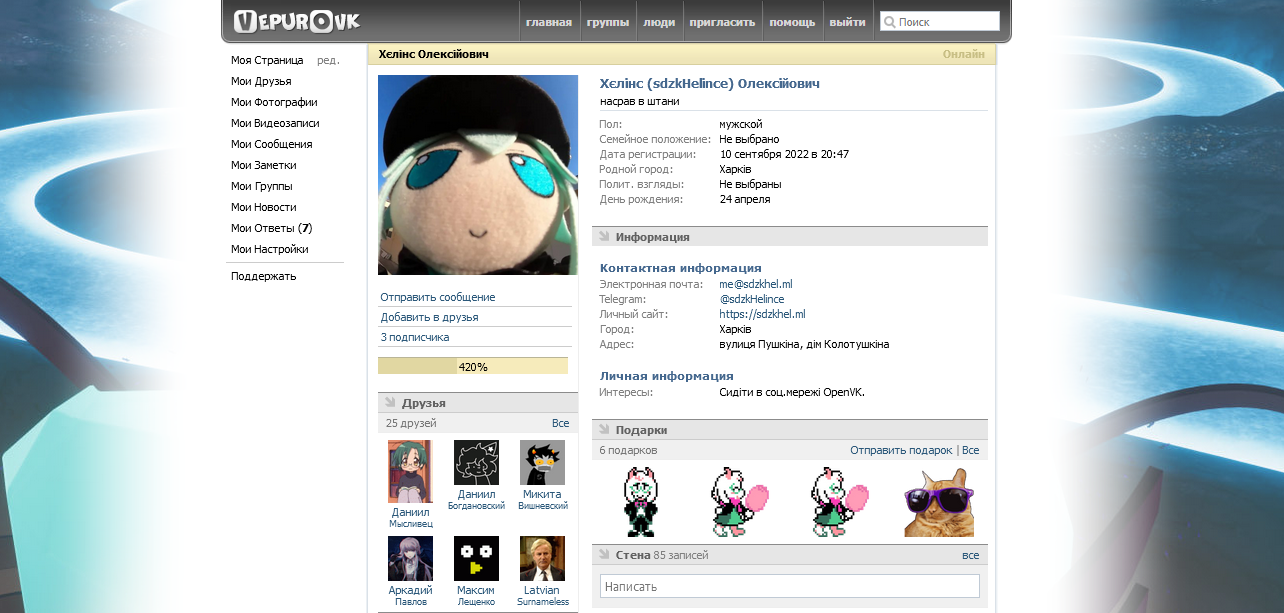 VEPUROVK
главная
группы
люди
пригласить
помощь
выйти
Поиск
Моя Страница ред.
Мои Друзья
Мои Фотографии
Мои Видеозаписи
Мои Сообщения
Мои Заметки
Мои Группы
Мои Новости
Мои Ответы (7)
Мои Настройки
Поддержать
Хєлінс Олексійович
Онлайн
Отправить сообщение
Добавить в друзья
3 подписчика
420%
Друзья
25 друзей Все
Даниил
Мысливец
Даниил
Богдановский
Микита
Вишневский
Аркадий
Павлов
Максим
Лещенко
Latvian
Surnameless
Хєлінс (sdzkHelince) Олексійович
насрав в штани
Пол: мужской
Семейное положение: Не выбрано
Дата регистрации: 10 сентября 2022 в 20:47
Родной город: Харків
Полит. взгляды: Не выбраны
День рождения: 24 апреля
Информация
Контактная информация
Электронная почта: me@sdzkhel.ml
Telegram: @sdzkHelince
Личный сайт: https://sdzkhel.ml
Город: Харків
Адрес: вулиця Пушкіна, дім Колотушкіна
Личная информация
Интересы: Сидіти в соц.мережі OpenVK.
Подарки
6 подарков Отправить подарок | Все
Стена 85 записей все
Написать